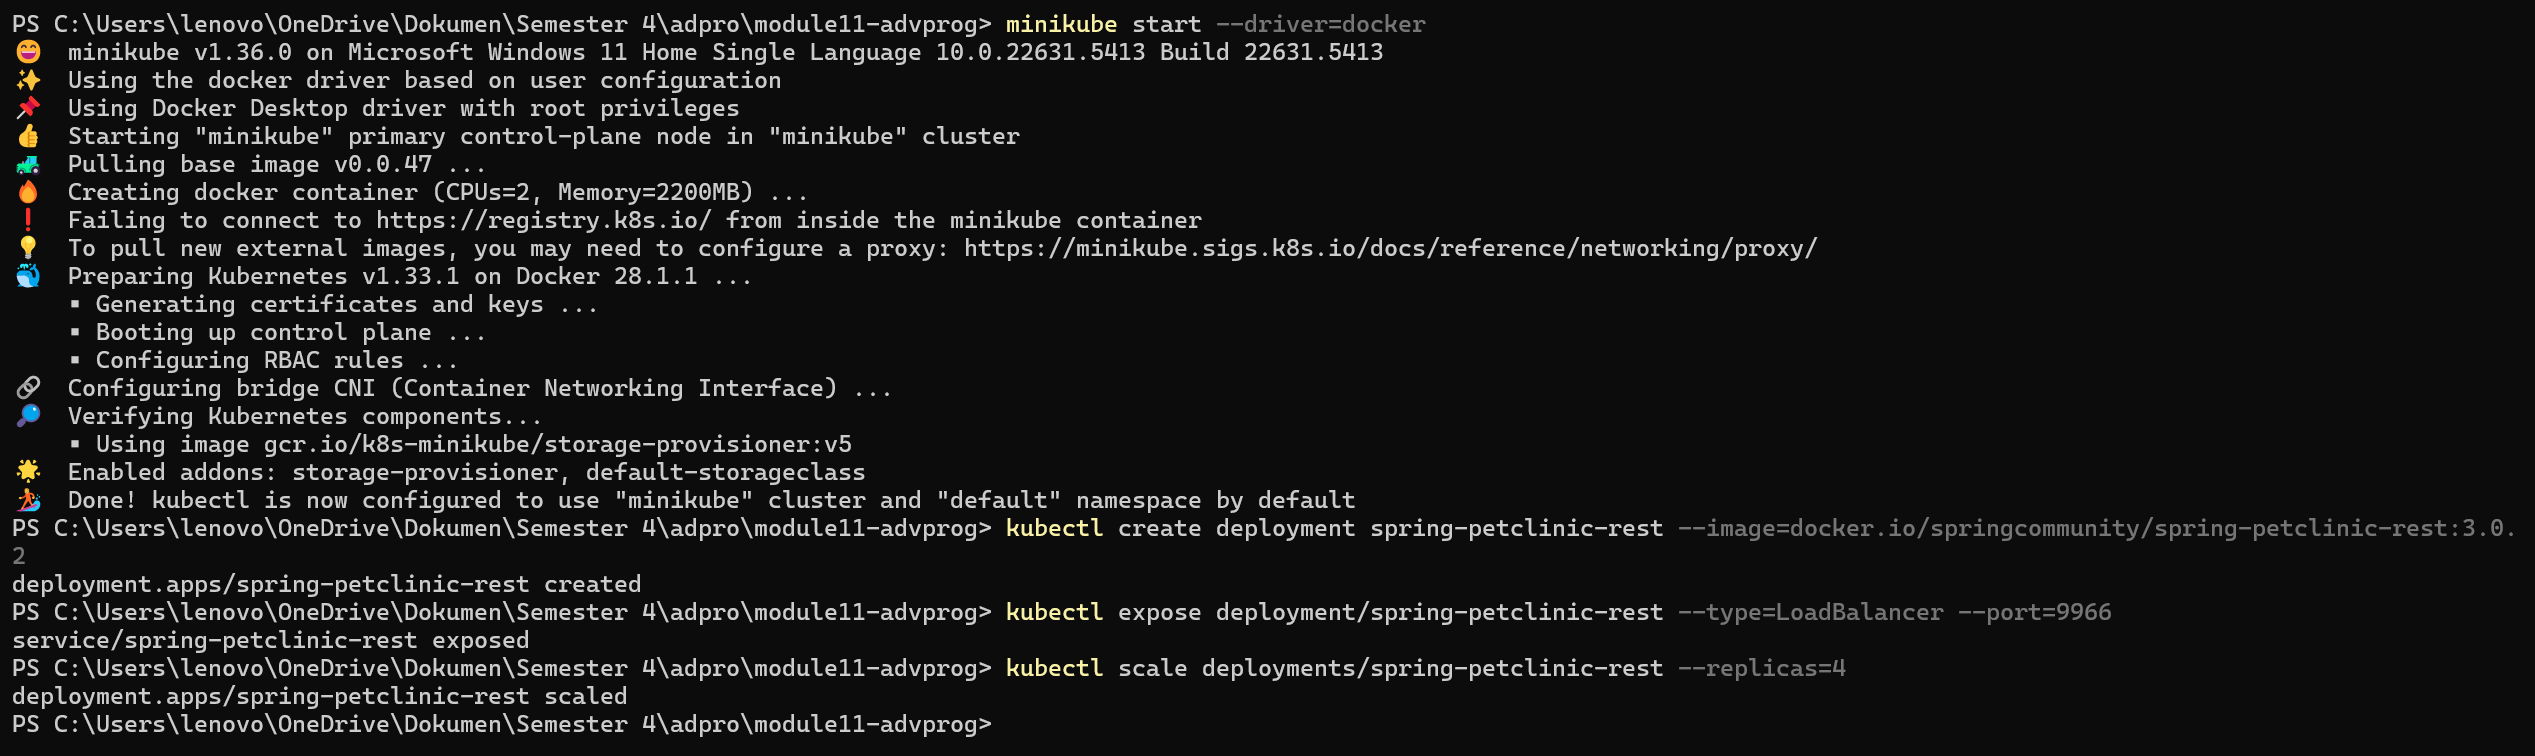 PS C:\Users\lenovo\OneDrive\Dokumen\Semester 4\adpro\module11-advprog> minikube start --driver=docker
😄  minikube v1.36.0 on Microsoft Windows 11 Home Single Language 10.0.22631.5413 Build 22631.5413
✨  Using the docker driver based on user configuration
📌  Using Docker Desktop driver with root privileges
👍  Starting "minikube" primary control-plane node in "minikube" cluster
🚜  Pulling base image v0.0.47 ...
🔥  Creating docker container (CPUs=2, Memory=2200MB) ...
❗  Failing to connect to https://registry.k8s.io/ from inside the minikube container
💡  To pull new external images, you may need to configure a proxy: https://minikube.sigs.k8s.io/docs/reference/networking/proxy/
🐳  Preparing Kubernetes v1.33.1 on Docker 28.1.1 ...
    ▪ Generating certificates and keys ...
    ▪ Booting up control plane ...
    ▪ Configuring RBAC rules ...
🔗  Configuring bridge CNI (Container Networking Interface) ...
🔎  Verifying Kubernetes components...
    ▪ Using image gcr.io/k8s-minikube/storage-provisioner:v5
🌟  Enabled addons: storage-provisioner, default-storageclass
🏄  Done! kubectl is now configured to use "minikube" cluster and "default" namespace by default
PS C:\Users\lenovo\OneDrive\Dokumen\Semester 4\adpro\module11-advprog> kubectl create deployment spring-petclinic-rest --image=docker.io/springcommunity/spring-petclinic-rest:3.0.
2
deployment.apps/spring-petclinic-rest created
PS C:\Users\lenovo\OneDrive\Dokumen\Semester 4\adpro\module11-advprog> kubectl expose deployment/spring-petclinic-rest --type=LoadBalancer --port=9966
service/spring-petclinic-rest exposed
PS C:\Users\lenovo\OneDrive\Dokumen\Semester 4\adpro\module11-advprog> kubectl scale deployments/spring-petclinic-rest --replicas=4
deployment.apps/spring-petclinic-rest scaled
PS C:\Users\lenovo\OneDrive\Dokumen\Semester 4\adpro\module11-advprog>